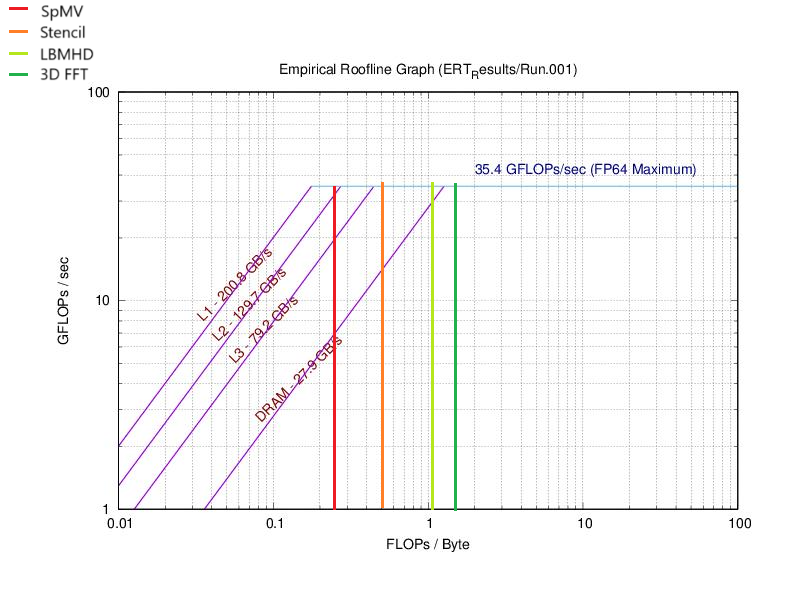 SpMV
Stencil
LBMHD
3D FFT
Empirical Roofline Graph (ERT_Results/Run.001)
100
35.4 GFLOPs/sec (FP64 Maximum)
L1 - 200.8 GB/s
L2 - 129.7 GB/s
L3 - 79.2 GB/s
DRAM - 27.9 GB/s
GFLOPs / sec
10
1
0.01
0.1
1
10
100
FLOPs / Byte